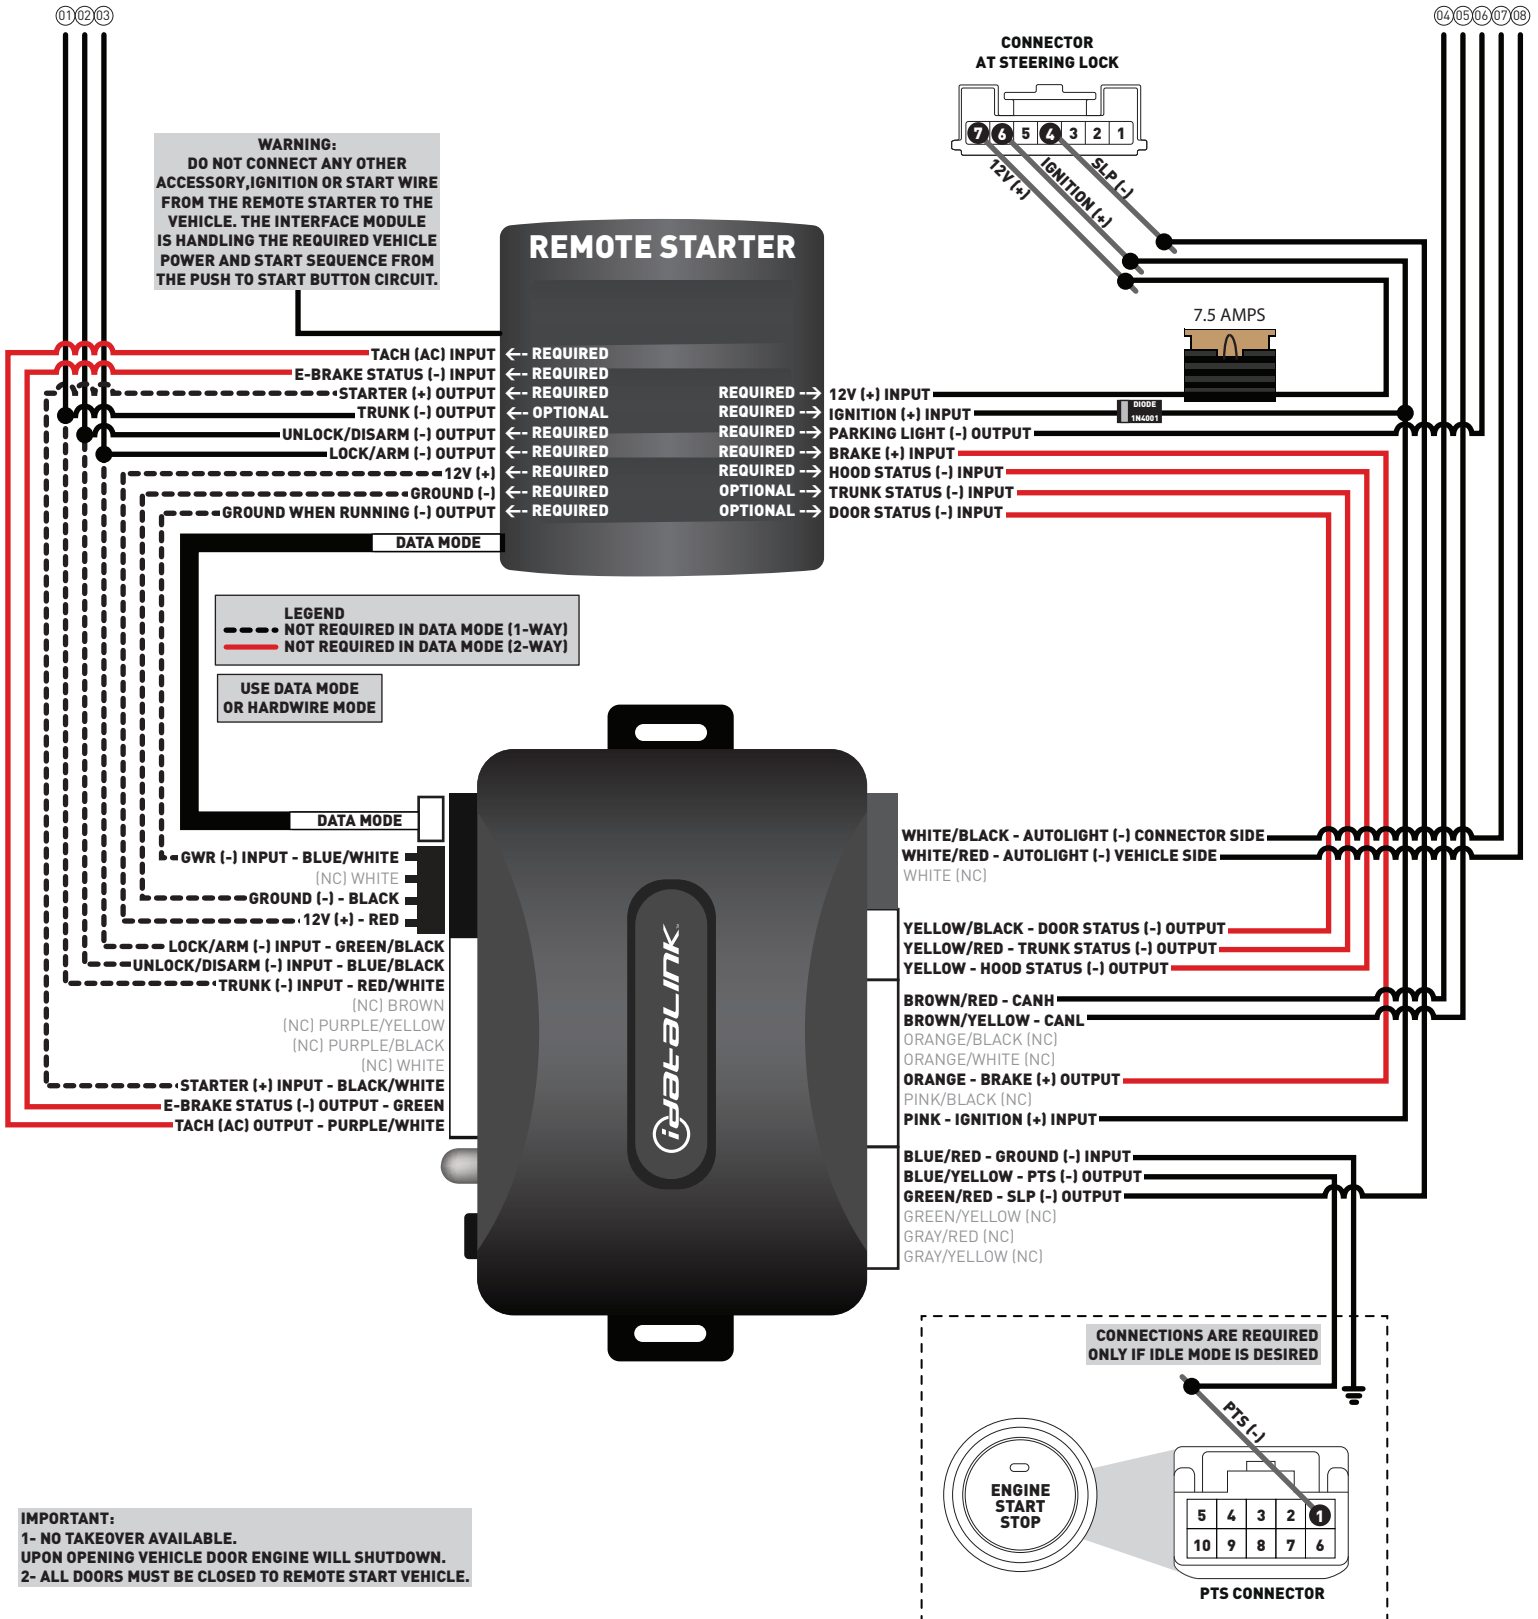 01 02 03
04 05 06 07 08
CONNECTOR
AT STEERING LOCK
7 6 5 4 3 2 1
12V (+)
IGNITION (+)
SLP (-)
WARNING:
DO NOT CONNECT ANY OTHER
ACCESSORY,IGNITION OR START WIRE
FROM THE REMOTE STARTER TO THE
VEHICLE. THE INTERFACE MODULE
IS HANDLING THE REQUIRED VEHICLE
POWER AND START SEQUENCE FROM
THE PUSH TO START BUTTON CIRCUIT.
REMOTE STARTER
7.5 AMPS
TACH (AC) INPUT ←- REQUIRED
E-BRAKE STATUS (-) INPUT ←- REQUIRED
STARTER (+) OUTPUT ←- REQUIRED
TRUNK (-) OUTPUT ←- OPTIONAL
UNLOCK/DISARM (-) OUTPUT ←- REQUIRED
LOCK/ARM (-) OUTPUT ←- REQUIRED
12V (+) ←- REQUIRED
GROUND (-) ←- REQUIRED
GROUND WHEN RUNNING (-) OUTPUT ←- REQUIRED
REQUIRED -→ 12V (+) INPUT
REQUIRED -→ IGNITION (+) INPUT
REQUIRED -→ PARKING LIGHT (-) OUTPUT
REQUIRED -→ BRAKE (+) INPUT
REQUIRED -→ HOOD STATUS (-) INPUT
OPTIONAL -→ TRUNK STATUS (-) INPUT
OPTIONAL -→ DOOR STATUS (-) INPUT
DIODE
1N4001
DATA MODE
LEGEND
NOT REQUIRED IN DATA MODE (1-WAY)
NOT REQUIRED IN DATA MODE (2-WAY)
USE DATA MODE
OR HARDWIRE MODE
DATA MODE
GWR (-) INPUT - BLUE/WHITE
(NC) WHITE
GROUND (-) - BLACK
12V (+) - RED
LOCK/ARM (-) INPUT - GREEN/BLACK
UNLOCK/DISARM (-) INPUT - BLUE/BLACK
TRUNK (-) INPUT - RED/WHITE
(NC) BROWN
(NC) PURPLE/YELLOW
(NC) PURPLE/BLACK
(NC) WHITE
STARTER (+) INPUT - BLACK/WHITE
E-BRAKE STATUS (-) OUTPUT - GREEN
TACH (AC) OUTPUT - PURPLE/WHITE
idatalink
WHITE/BLACK - AUTOLIGHT (-) CONNECTOR SIDE
WHITE/RED - AUTOLIGHT (-) VEHICLE SIDE
WHITE (NC)
YELLOW/BLACK - DOOR STATUS (-) OUTPUT
YELLOW/RED - TRUNK STATUS (-) OUTPUT
YELLOW - HOOD STATUS (-) OUTPUT
BROWN/RED - CANH
BROWN/YELLOW - CANL
ORANGE/BLACK (NC)
ORANGE/WHITE (NC)
ORANGE - BRAKE (+) OUTPUT
PINK/BLACK (NC)
PINK - IGNITION (+) INPUT
BLUE/RED - GROUND (-) INPUT
BLUE/YELLOW - PTS (-) OUTPUT
GREEN/RED - SLP (-) OUTPUT
GREEN/YELLOW (NC)
GRAY/RED (NC)
GRAY/YELLOW (NC)
CONNECTIONS ARE REQUIRED
ONLY IF IDLE MODE IS DESIRED
PTS (-)
ENGINE
START
STOP
5 4 3 2 1
10 9 8 7 6
PTS CONNECTOR
IMPORTANT:
1- NO TAKEOVER AVAILABLE.
UPON OPENING VEHICLE DOOR ENGINE WILL SHUTDOWN.
2- ALL DOORS MUST BE CLOSED TO REMOTE START VEHICLE.